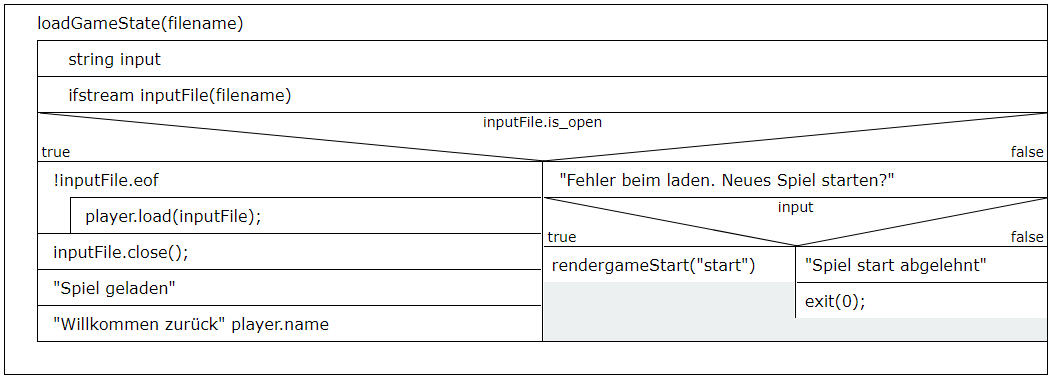 loadGameState(filename)
string input
ifstream inputFile(filename)
inputFile.is_open
true
false
!inputFile.eof
player.load(inputFile);
inputFile.close();
"Spiel geladen"
"Willkommen zurück" player.name
"Fehler beim laden. Neues Spiel starten?"
input
true
false
rendergameStart("start")
"Spiel start abgelehnt"
exit(0);